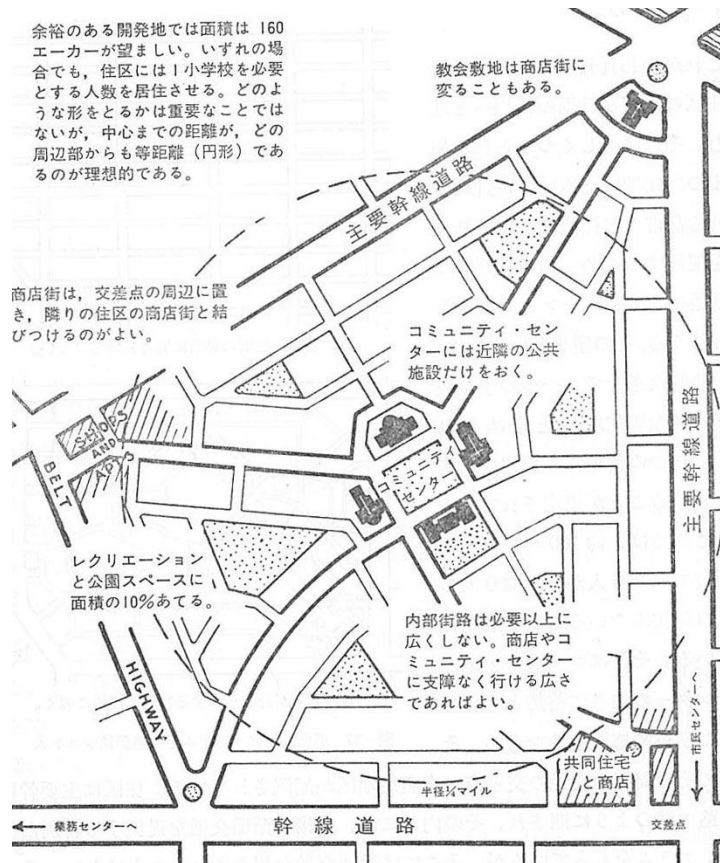 余裕のある開発地では面積は 160
エーカーが望ましい。いずれの場
合でも，住区には1小学校を必要
とする人数を居住させる。どのよ
うな形をとるかは重要なことでは
ないが，中心までの距離が，どの
周辺部からも等距離（円形）であ
るのが理想的である。
教会敷地は商店街に
変ることもある。
主要幹線道路
商店街は，交差点の周辺に置
き，隣りの住区の商店街と結
びつけるのがよい。
コミュニティ・セン
ターには近隣の公共
施設だけをおく。
主要幹線道路
SHOPS
AND
APTS
BELT
コミュニティ
センター
レクリエーション
と公園スペースに
面積の10%あてる。
内部街路は必要以上に
広くしない。商店やコ
ミュニティ・センター
に支障なく行ける広さ
であればよい。
HIGHWAY
市民センターへ
共同住宅
と商店
半径¼マイル
業務センターへ
幹線道路
交差点